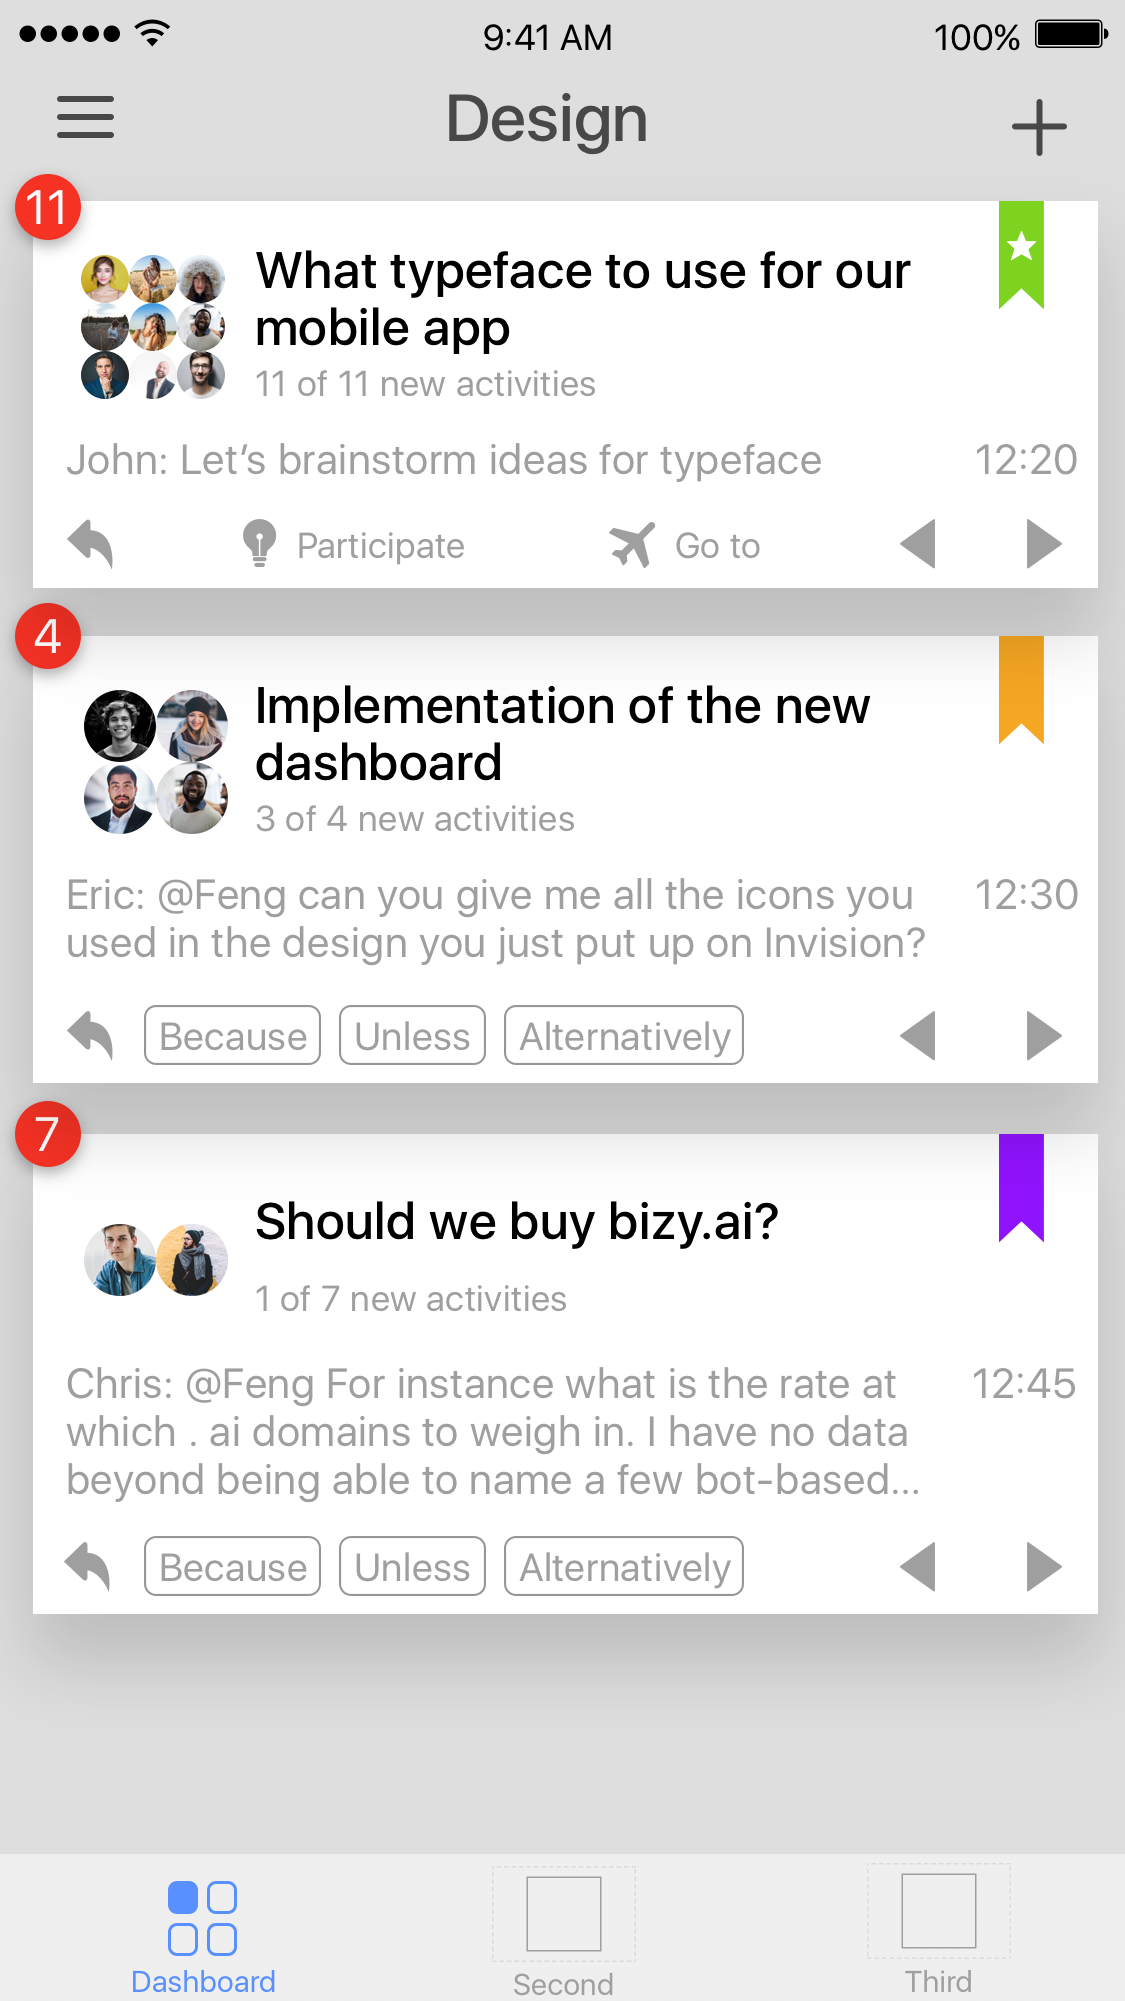 9:41 AM
100%
Design
11
What typeface to use for our
mobile app
11 of 11 new activities
John: Let’s brainstorm ideas for typeface
12:20
Participate
Go to
4
Implementation of the new
dashboard
3 of 4 new activities
Eric: @Feng can you give me all the icons you
12:30
used in the design you just put up on Invision?
Because
Unless
Alternatively
7
Should we buy bizy.ai?
1 of 7 new activities
Chris: @Feng For instance what is the rate at
12:45
which . ai domains to weigh in. I have no data
beyond being able to name a few bot-based...
Because
Unless
Alternatively
Dashboard
Second
Third